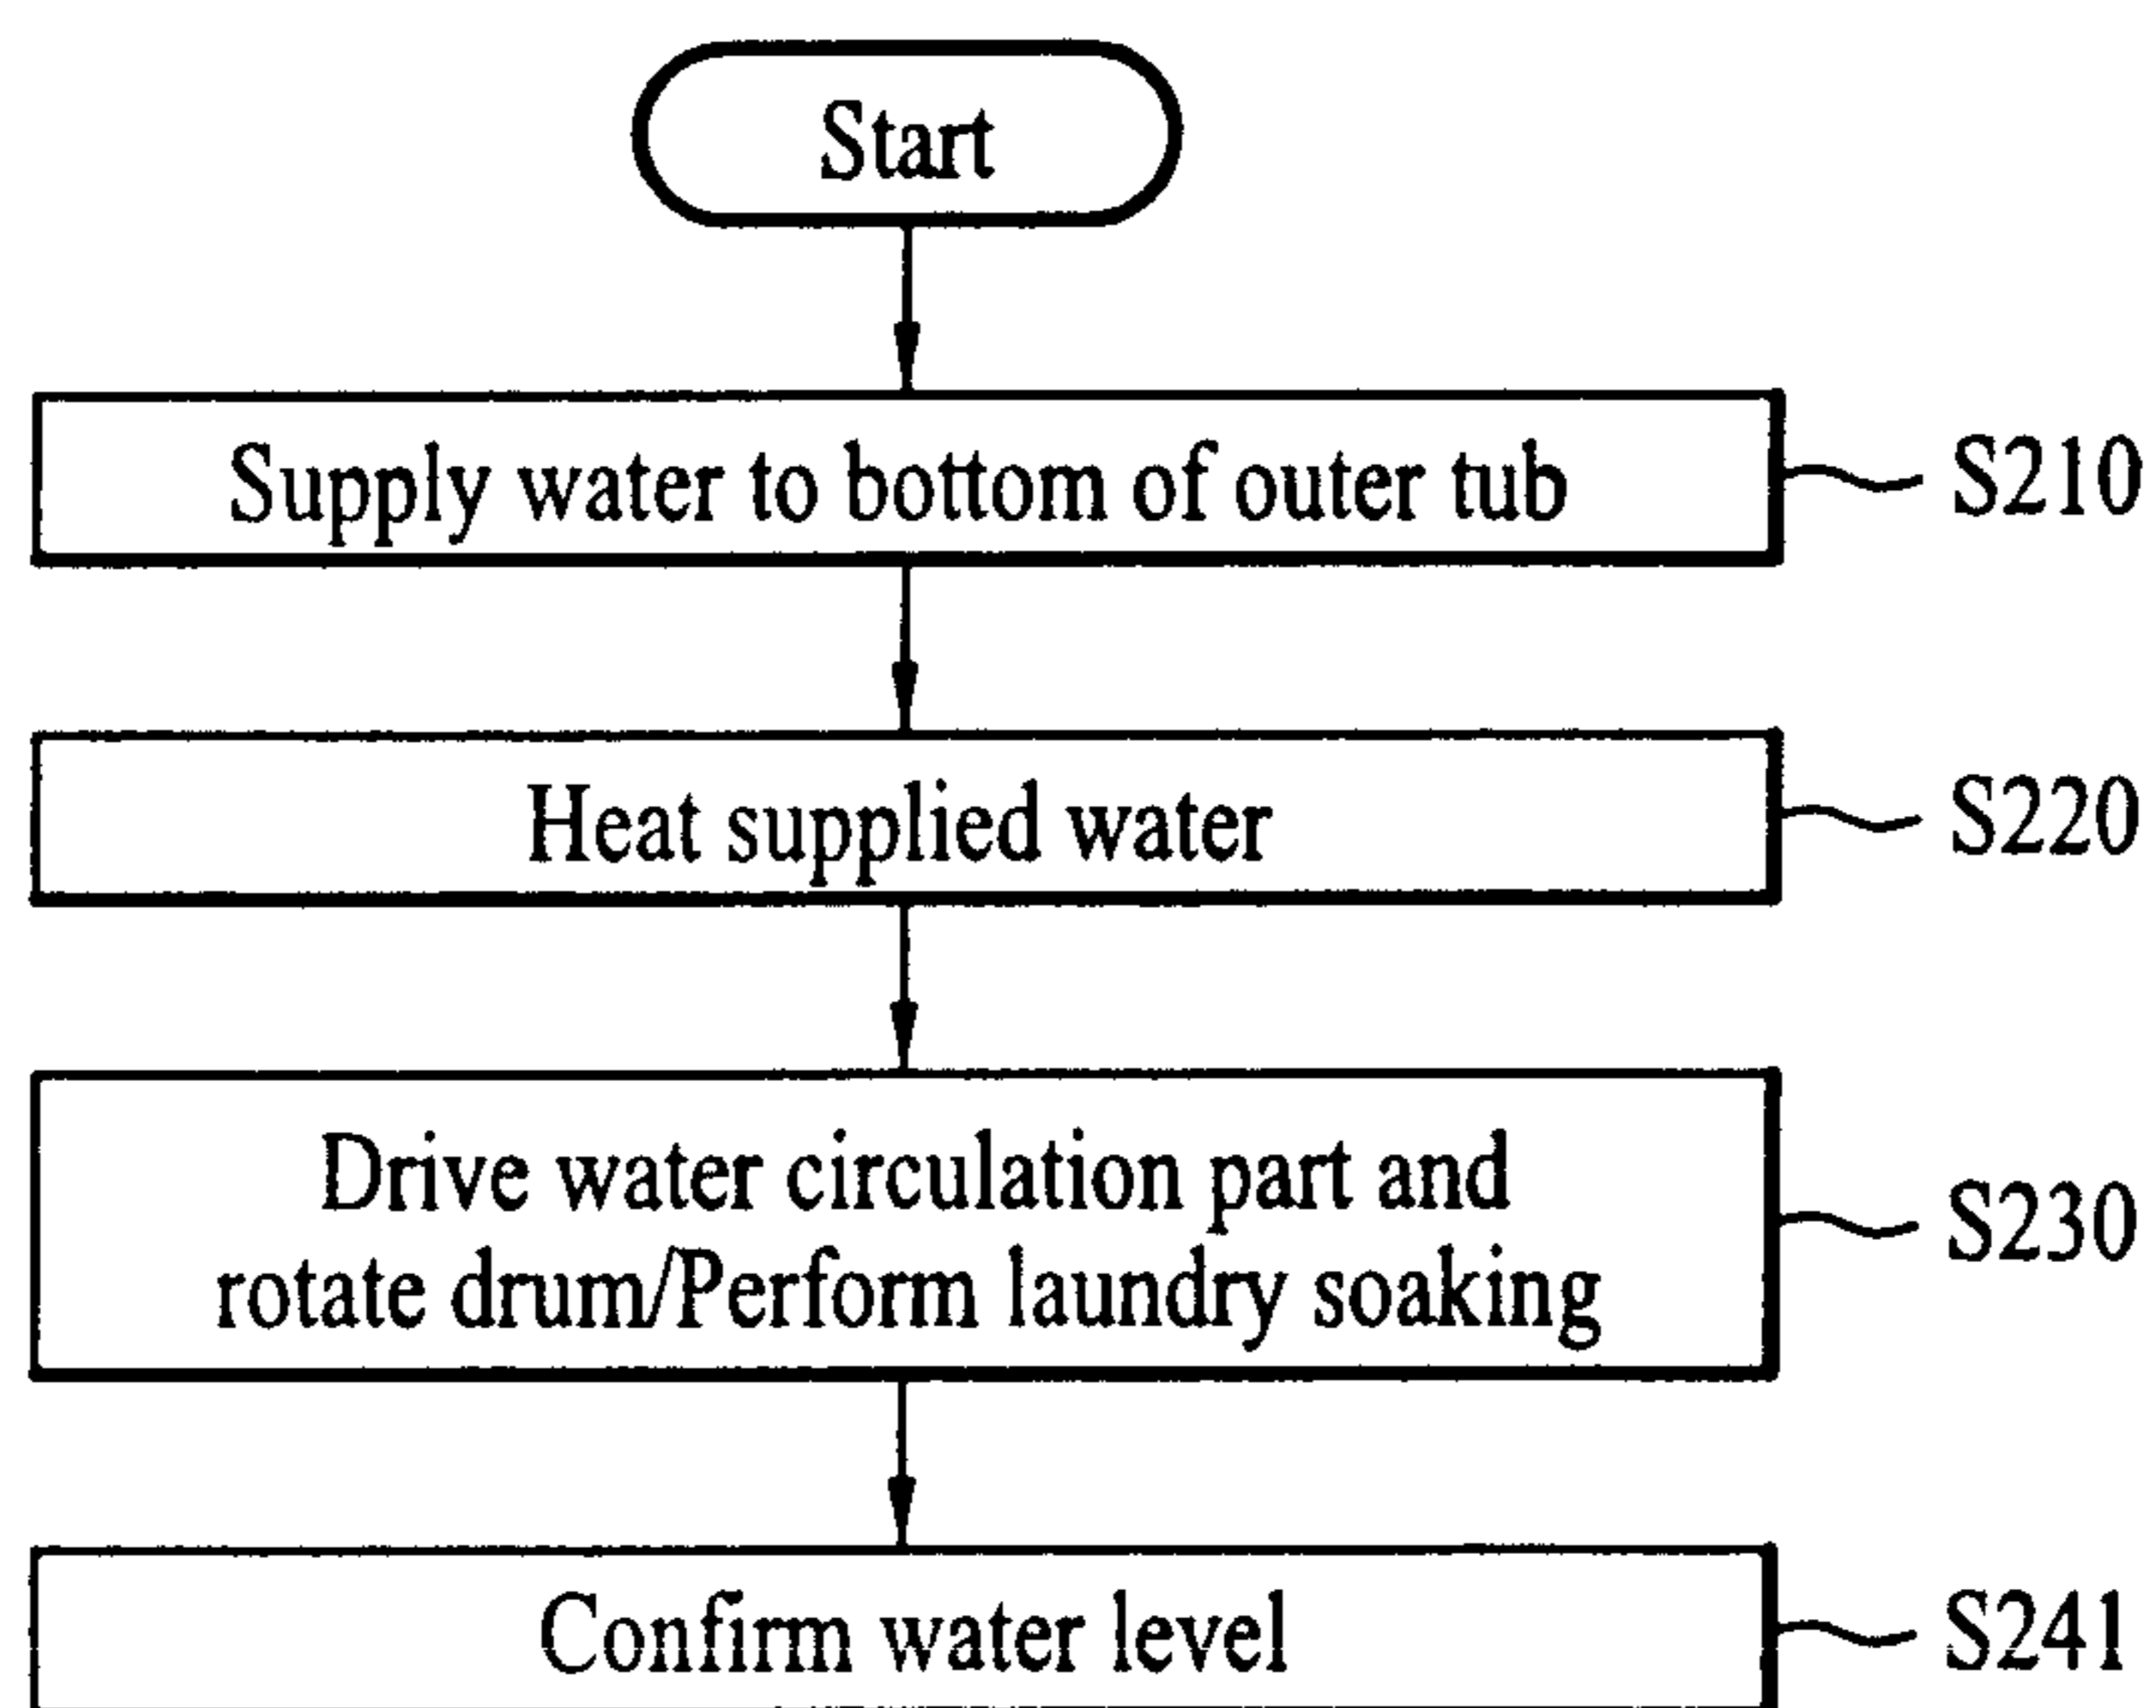 Start
Supply water to bottom of outer tub
S210
Heat supplied water
S220
Drive water circulation part and
rotate drum/Perform laundry soaking
S230
Confirm water level
S241